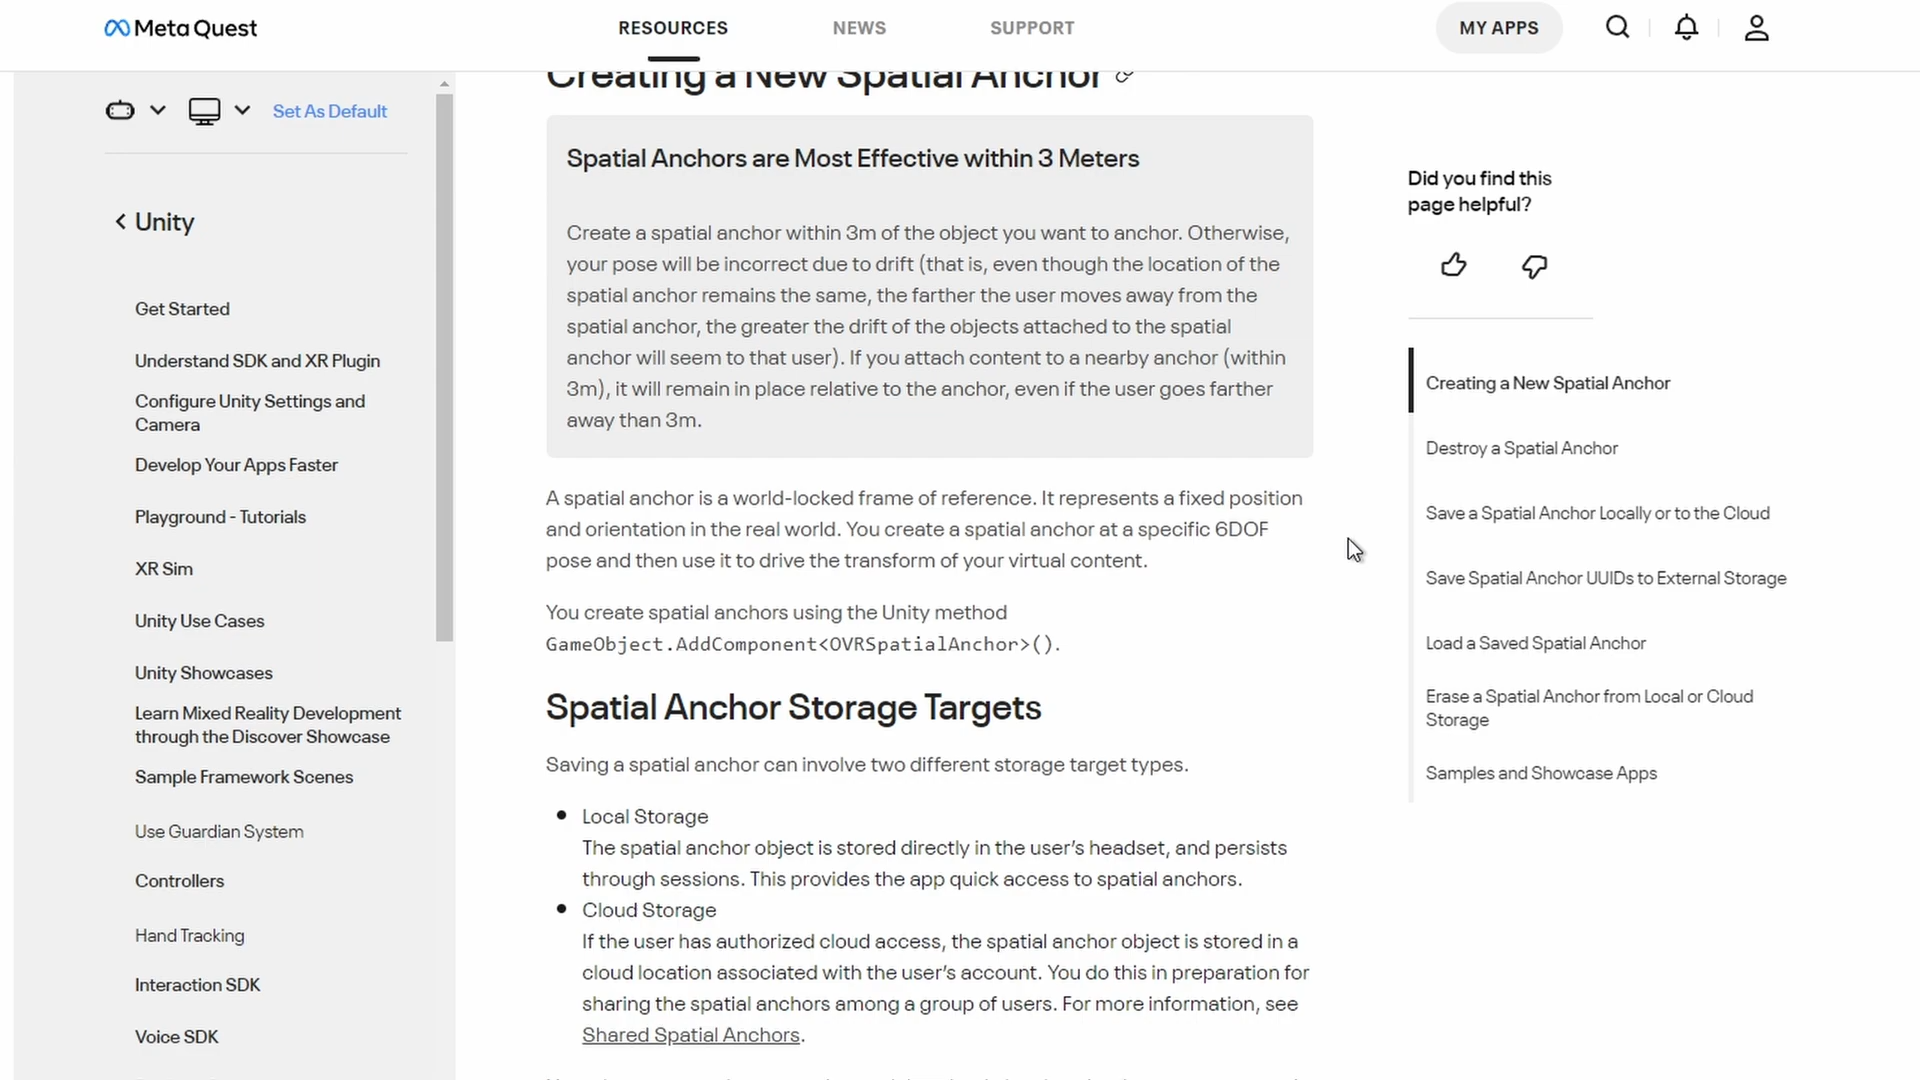 Meta Quest
RESOURCES
NEWS
SUPPORT
MY APPS
Set As Default
Unity
Get Started
Understand SDK and XR Plugin
Configure Unity Settings and
Camera
Develop Your Apps Faster
Playground - Tutorials
XR Sim
Unity Use Cases
Unity Showcases
Learn Mixed Reality Development
through the Discover Showcase
Sample Framework Scenes
Use Guardian System
Controllers
Hand Tracking
Interaction SDK
Voice SDK
Creating a New Spatial Anchor
Spatial Anchors are Most Effective within 3 Meters
Create a spatial anchor within 3m of the object you want to anchor. Otherwise,
your pose will be incorrect due to drift (that is, even though the location of the
spatial anchor remains the same, the farther the user moves away from the
spatial anchor, the greater the drift of the objects attached to the spatial
anchor will seem to that user). If you attach content to a nearby anchor (within
3m), it will remain in place relative to the anchor, even if the user goes farther
away than 3m.
A spatial anchor is a world-locked frame of reference. It represents a fixed position
and orientation in the real world. You create a spatial anchor at a specific 6DOF
pose and then use it to drive the transform of your virtual content.
You create spatial anchors using the Unity method
GameObject.AddComponent<OVRSpatialAnchor>().
Spatial Anchor Storage Targets
Saving a spatial anchor can involve two different storage target types.
• Local Storage
The spatial anchor object is stored directly in the user's headset, and persists
through sessions. This provides the app quick access to spatial anchors.
• Cloud Storage
If the user has authorized cloud access, the spatial anchor object is stored in a
cloud location associated with the user's account. You do this in preparation for
sharing the spatial anchors among a group of users. For more information, see
Shared Spatial Anchors.
Did you find this
page helpful?
Creating a New Spatial Anchor
Destroy a Spatial Anchor
Save a Spatial Anchor Locally or to the Cloud
Save Spatial Anchor UUIDs to External Storage
Load a Saved Spatial Anchor
Erase a Spatial Anchor from Local or Cloud
Storage
Samples and Showcase Apps